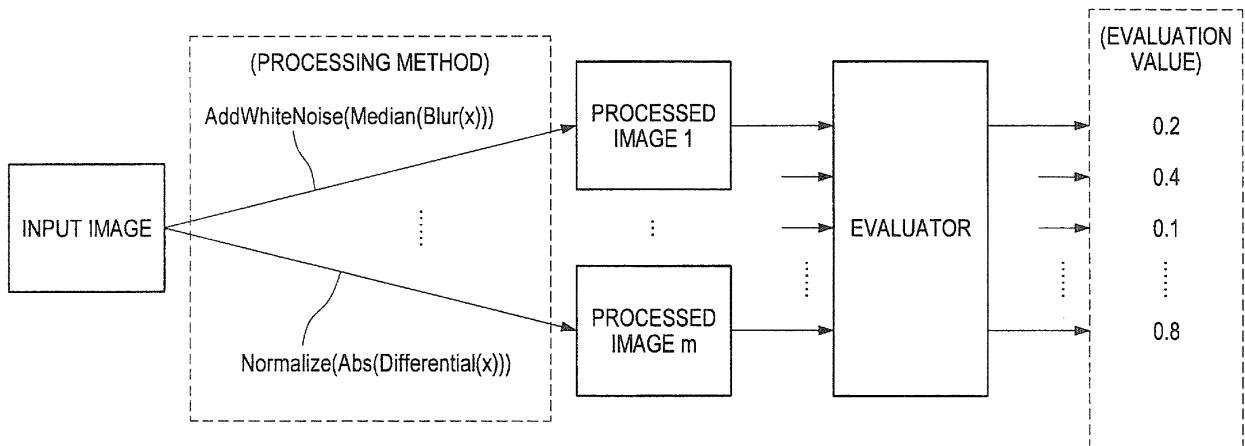 (PROCESSING METHOD)
AddWhiteNoise(Median(Blur(x)))
INPUT IMAGE
Normalize(Abs(Differential(x)))
PROCESSED
IMAGE 1
PROCESSED
IMAGE m
EVALUATOR
(EVALUATION
VALUE)
0.2
0.4
0.1
0.8